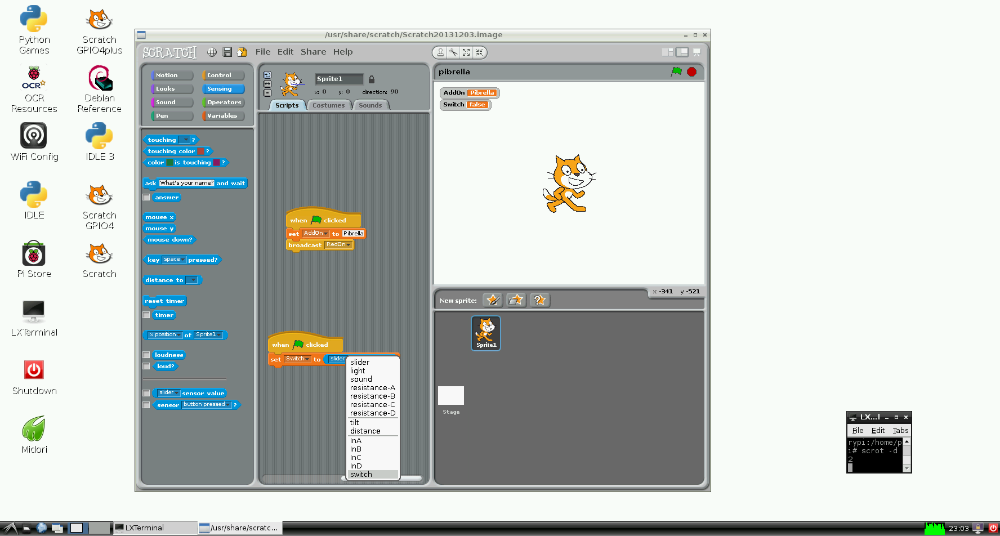 Python
Games
Scratch
GPIO4plus
OCR
OCR
Resources
Debian
Reference
WiFi Config
IDLE 3
IDLE
Scratch
GPIO4
Pi Store
Scratch
LXTerminal
Shutdown
Midori
/usr/share/scratch/Scratch20131203.image
SCRATCH
File Edit Share Help
Motion Control
Looks Sensing
Sound Operators
Pen Variables
touching ?
touching color ?
color is touching ?
ask What's your name? and wait
answer
mouse x
mouse y
mouse down?
key space pressed?
distance to
reset timer
timer
x position of Sprite1
loudness
loud?
slider sensor value
sensor button pressed ?
Sprite1
x: 0 y: 0 direction: 90
Scripts Costumes Sounds
when clicked
set AddOn to Pibrella
broadcast RedOn
when clicked
set Switch to slider
slider
light
sound
resistance-A
resistance-B
resistance-C
resistance-D
tilt
distance
InA
InB
InC
InD
switch
pibrella
AddOn Pibrella
Switch false
x: -341 y: -521
New sprite:
Sprite1
Stage
LX...l
File Edit Tabs
rypi:/home/p
i# scrot -d
2
LXTerminal
/usr/share/scratc...
23:03